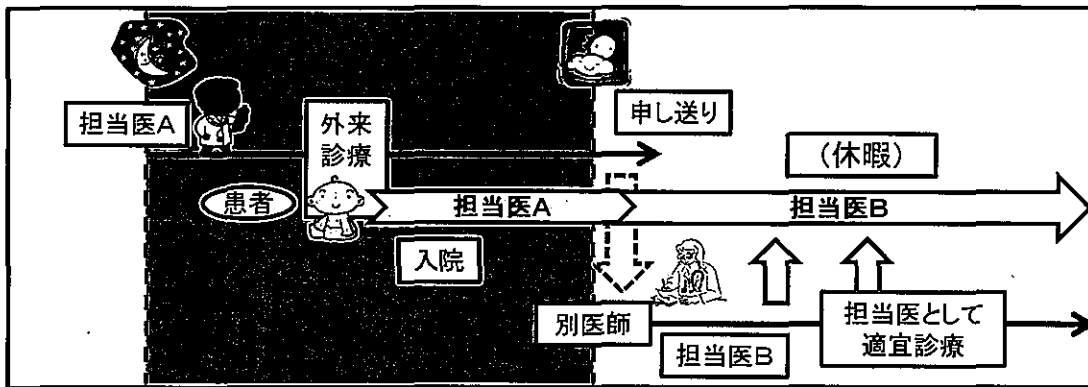 担当医A
外来
診療
申し送り
(休暇)
患者
担当医A
担当医B
入院
別医師
担当医B
担当医として
適宜診療